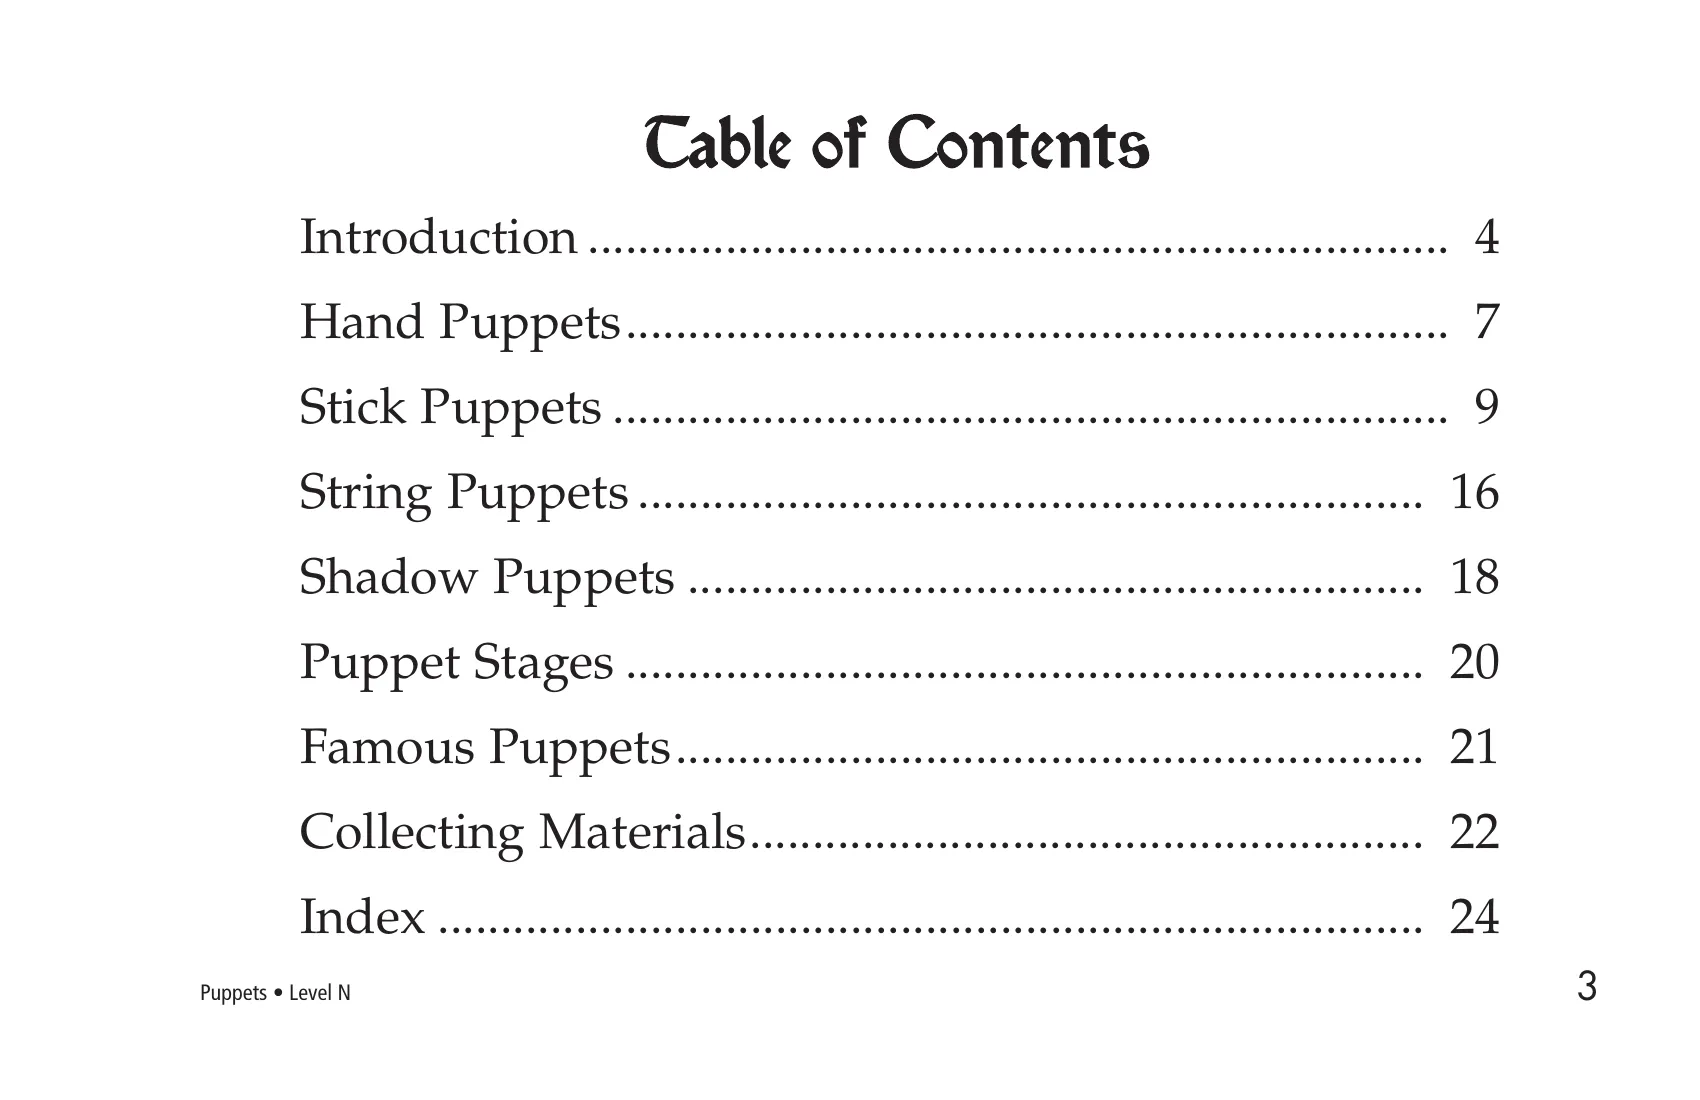 Table of Contents
Introduction ..................................................................... 4
Hand Puppets.................................................................. 7
Stick Puppets ................................................................... 9
String Puppets ............................................................... 16
Shadow Puppets ........................................................... 18
Puppet Stages ................................................................ 20
Famous Puppets............................................................ 21
Collecting Materials...................................................... 22
Index ............................................................................... 24
Puppets • Level N 3